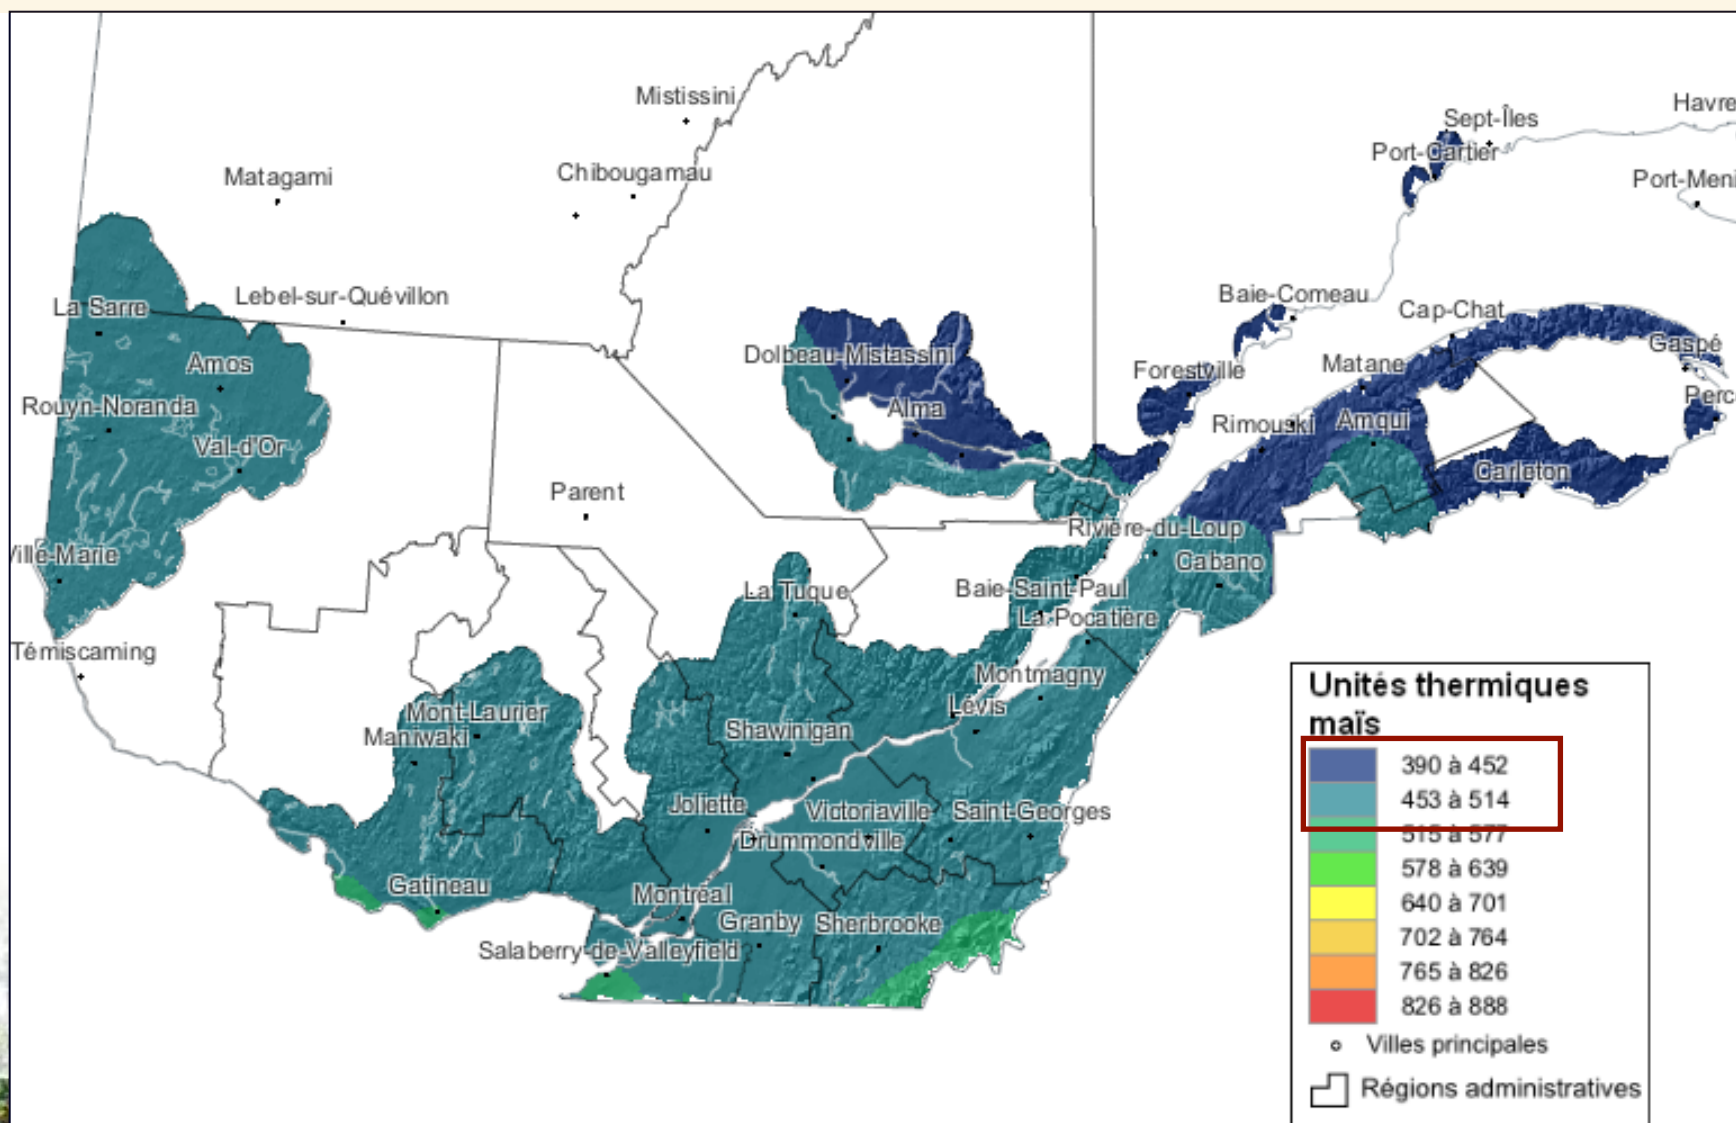 Mistissini
Havre
Sept-Îles
Port-Cartier
Chibougamau
Matagami
Port-Meni
Lebel-sur-Quévillon
Baie-Comeau
La Sarre
Cap-Chat
Gaspé
Dolbeau-Mistassini
Amos
Forestville
Matane
Perc
Rouyn-Noranda
Alma
Rimouski
Amqui
Val-d'Or
Carleton
Parent
Rivière-du-Loup
Ville-Marie
Cabano
La Tuque
Baie-Saint-Paul
La Pocatière
Témiscaming
Montmagny
Lévis
Mont-Laurier
Maniwaki
Shawinigan
Joliette
Victoriaville
Saint-Georges
Drummondville
Gatineau
Montréal
Granby
Sherbrooke
Salaberry-de-Valleyfield
Unités thermiques
maïs
390 à 452
453 à 514
515 à 577
578 à 639
640 à 701
702 à 764
765 à 826
826 à 888
Villes principales
Régions administratives